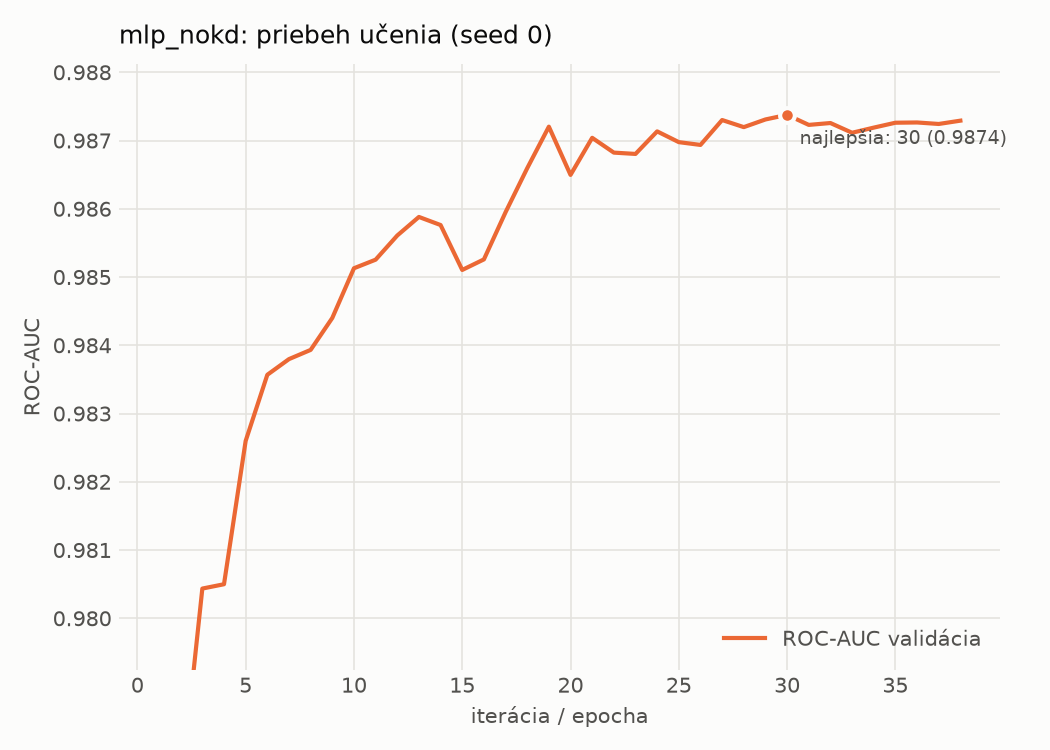 mlp_nokd: priebeh učenia (seed 0)
0.988
0.987
0.986
0.985
0.984
0.983
0.982
0.981
0.980
ROC-AUC
najlepšia: 30 (0.9874)
ROC-AUC validácia
0 5 10 15 20 25 30 35
iterácia / epocha